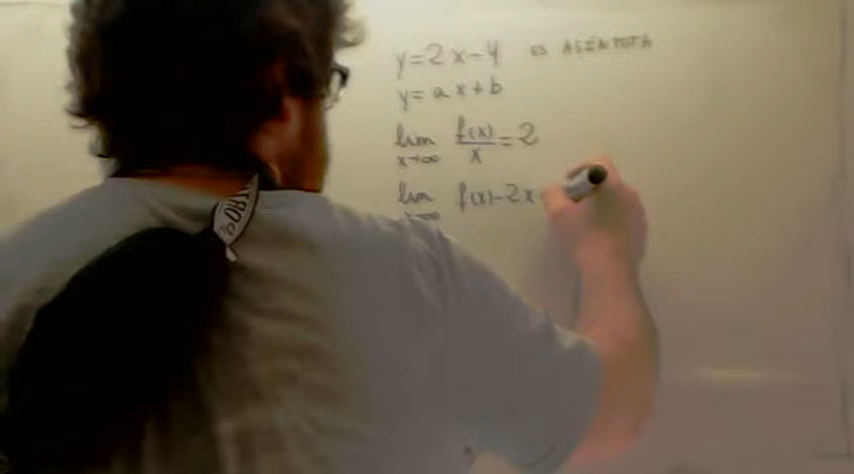 y=2x-4 ES ASÍNTOTA
y=ax+b
lim f(x)/x = 2
x→∞
lim f(x)-2x
→∞